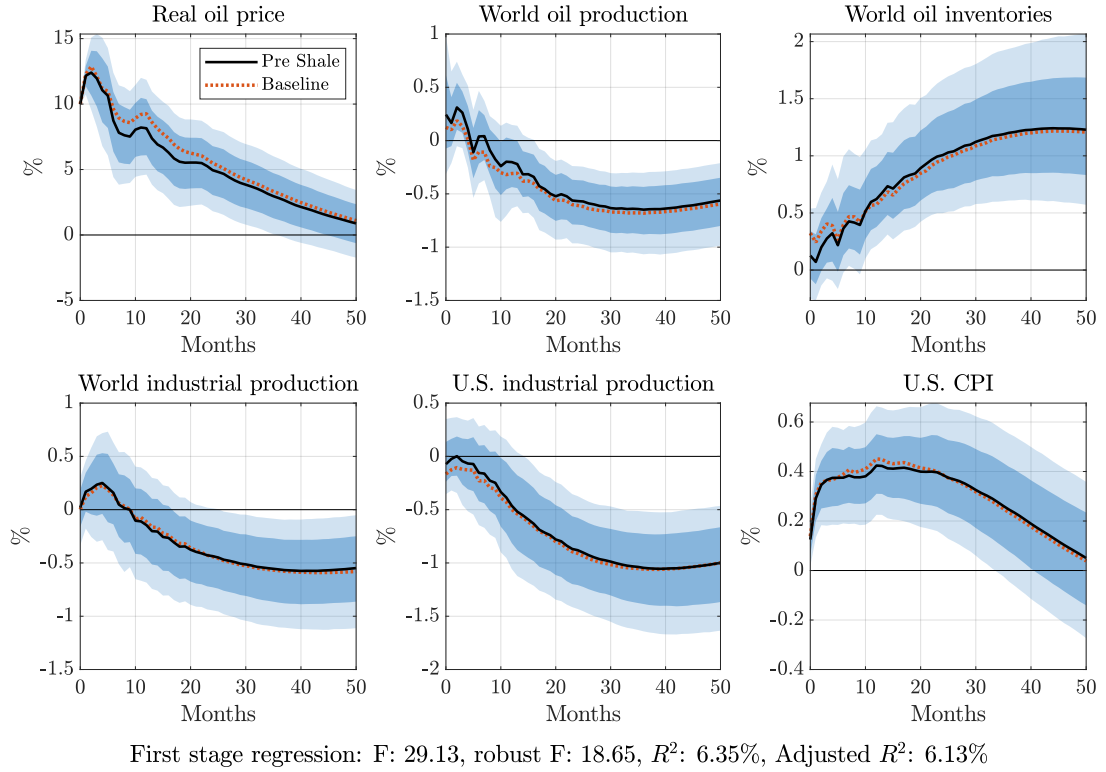 Real oil price
World oil production
World oil inventories
Pre Shale
Baseline
15
10
5
0
-5
%
0 10 20 30 40 50
Months
1
0.5
0
-0.5
-1
-1.5
%
0 10 20 30 40 50
Months
2
1.5
1
0.5
0
%
0 10 20 30 40 50
Months
World industrial production
U.S. industrial production
U.S. CPI
1
0.5
0
-0.5
-1
-1.5
%
0 10 20 30 40 50
Months
0.5
0
-0.5
-1
-1.5
-2
%
0 10 20 30 40 50
Months
0.6
0.4
0.2
0
-0.2
-0.4
%
0 10 20 30 40 50
Months
First stage regression: F: 29.13, robust F: 18.65, R²: 6.35%, Adjusted R²: 6.13%